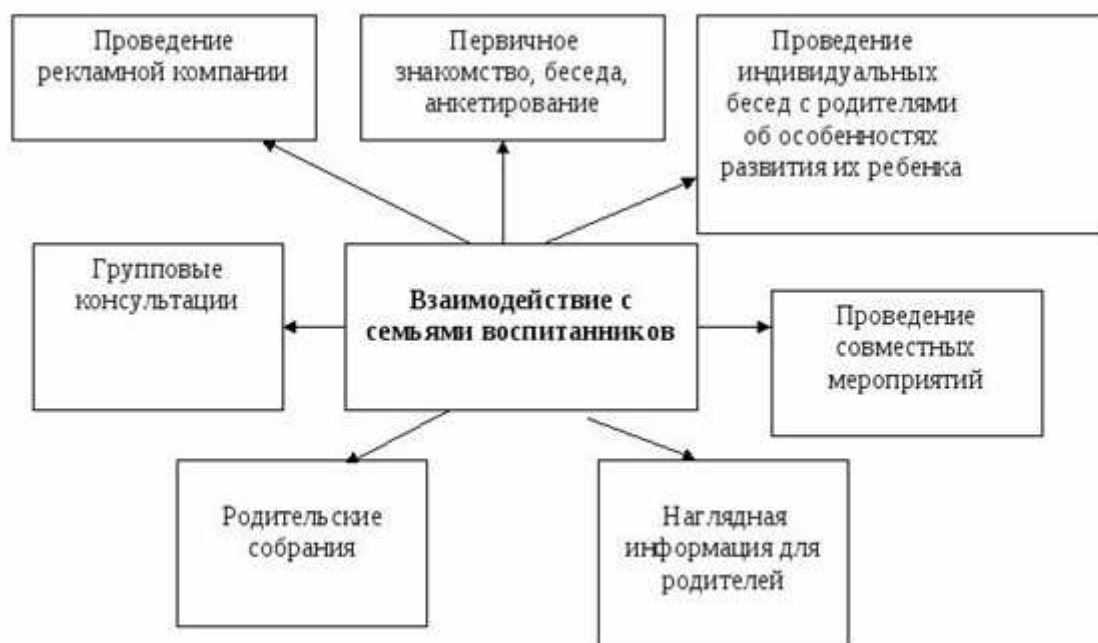 Проведение
рекламной компании
Первичное
знакомство, беседа,
анкетирование
Проведение
индивидуальных
бесед с родителями
об особенностях
развития их ребенка
Групповые
консультации
Взаимодействие с
семьями воспитанников
Проведение
совместных
мероприятий
Родительские
собрания
Наглядная
информация для
родителей